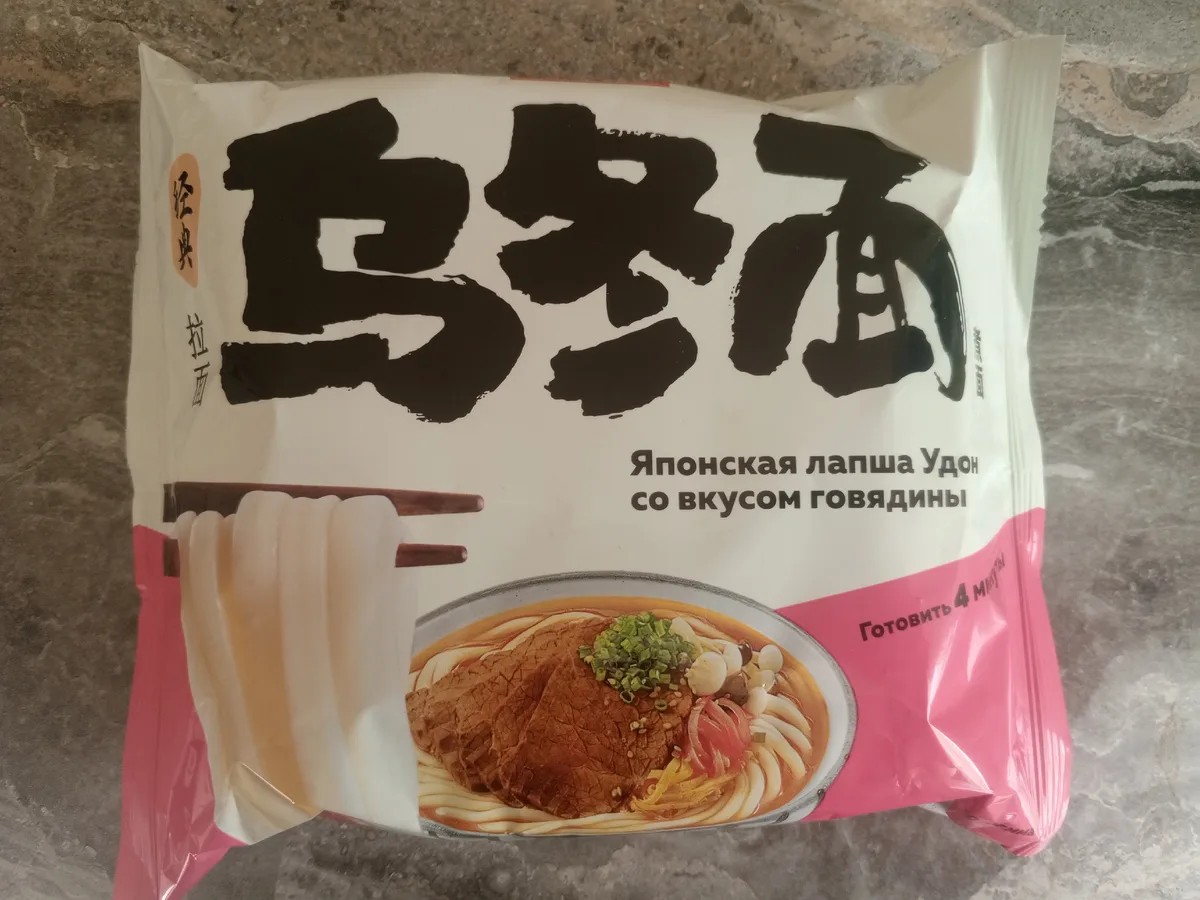 乌冬面
经典
拉面
Японская лапша Удон
со вкусом говядины
Готовить 4 минуты